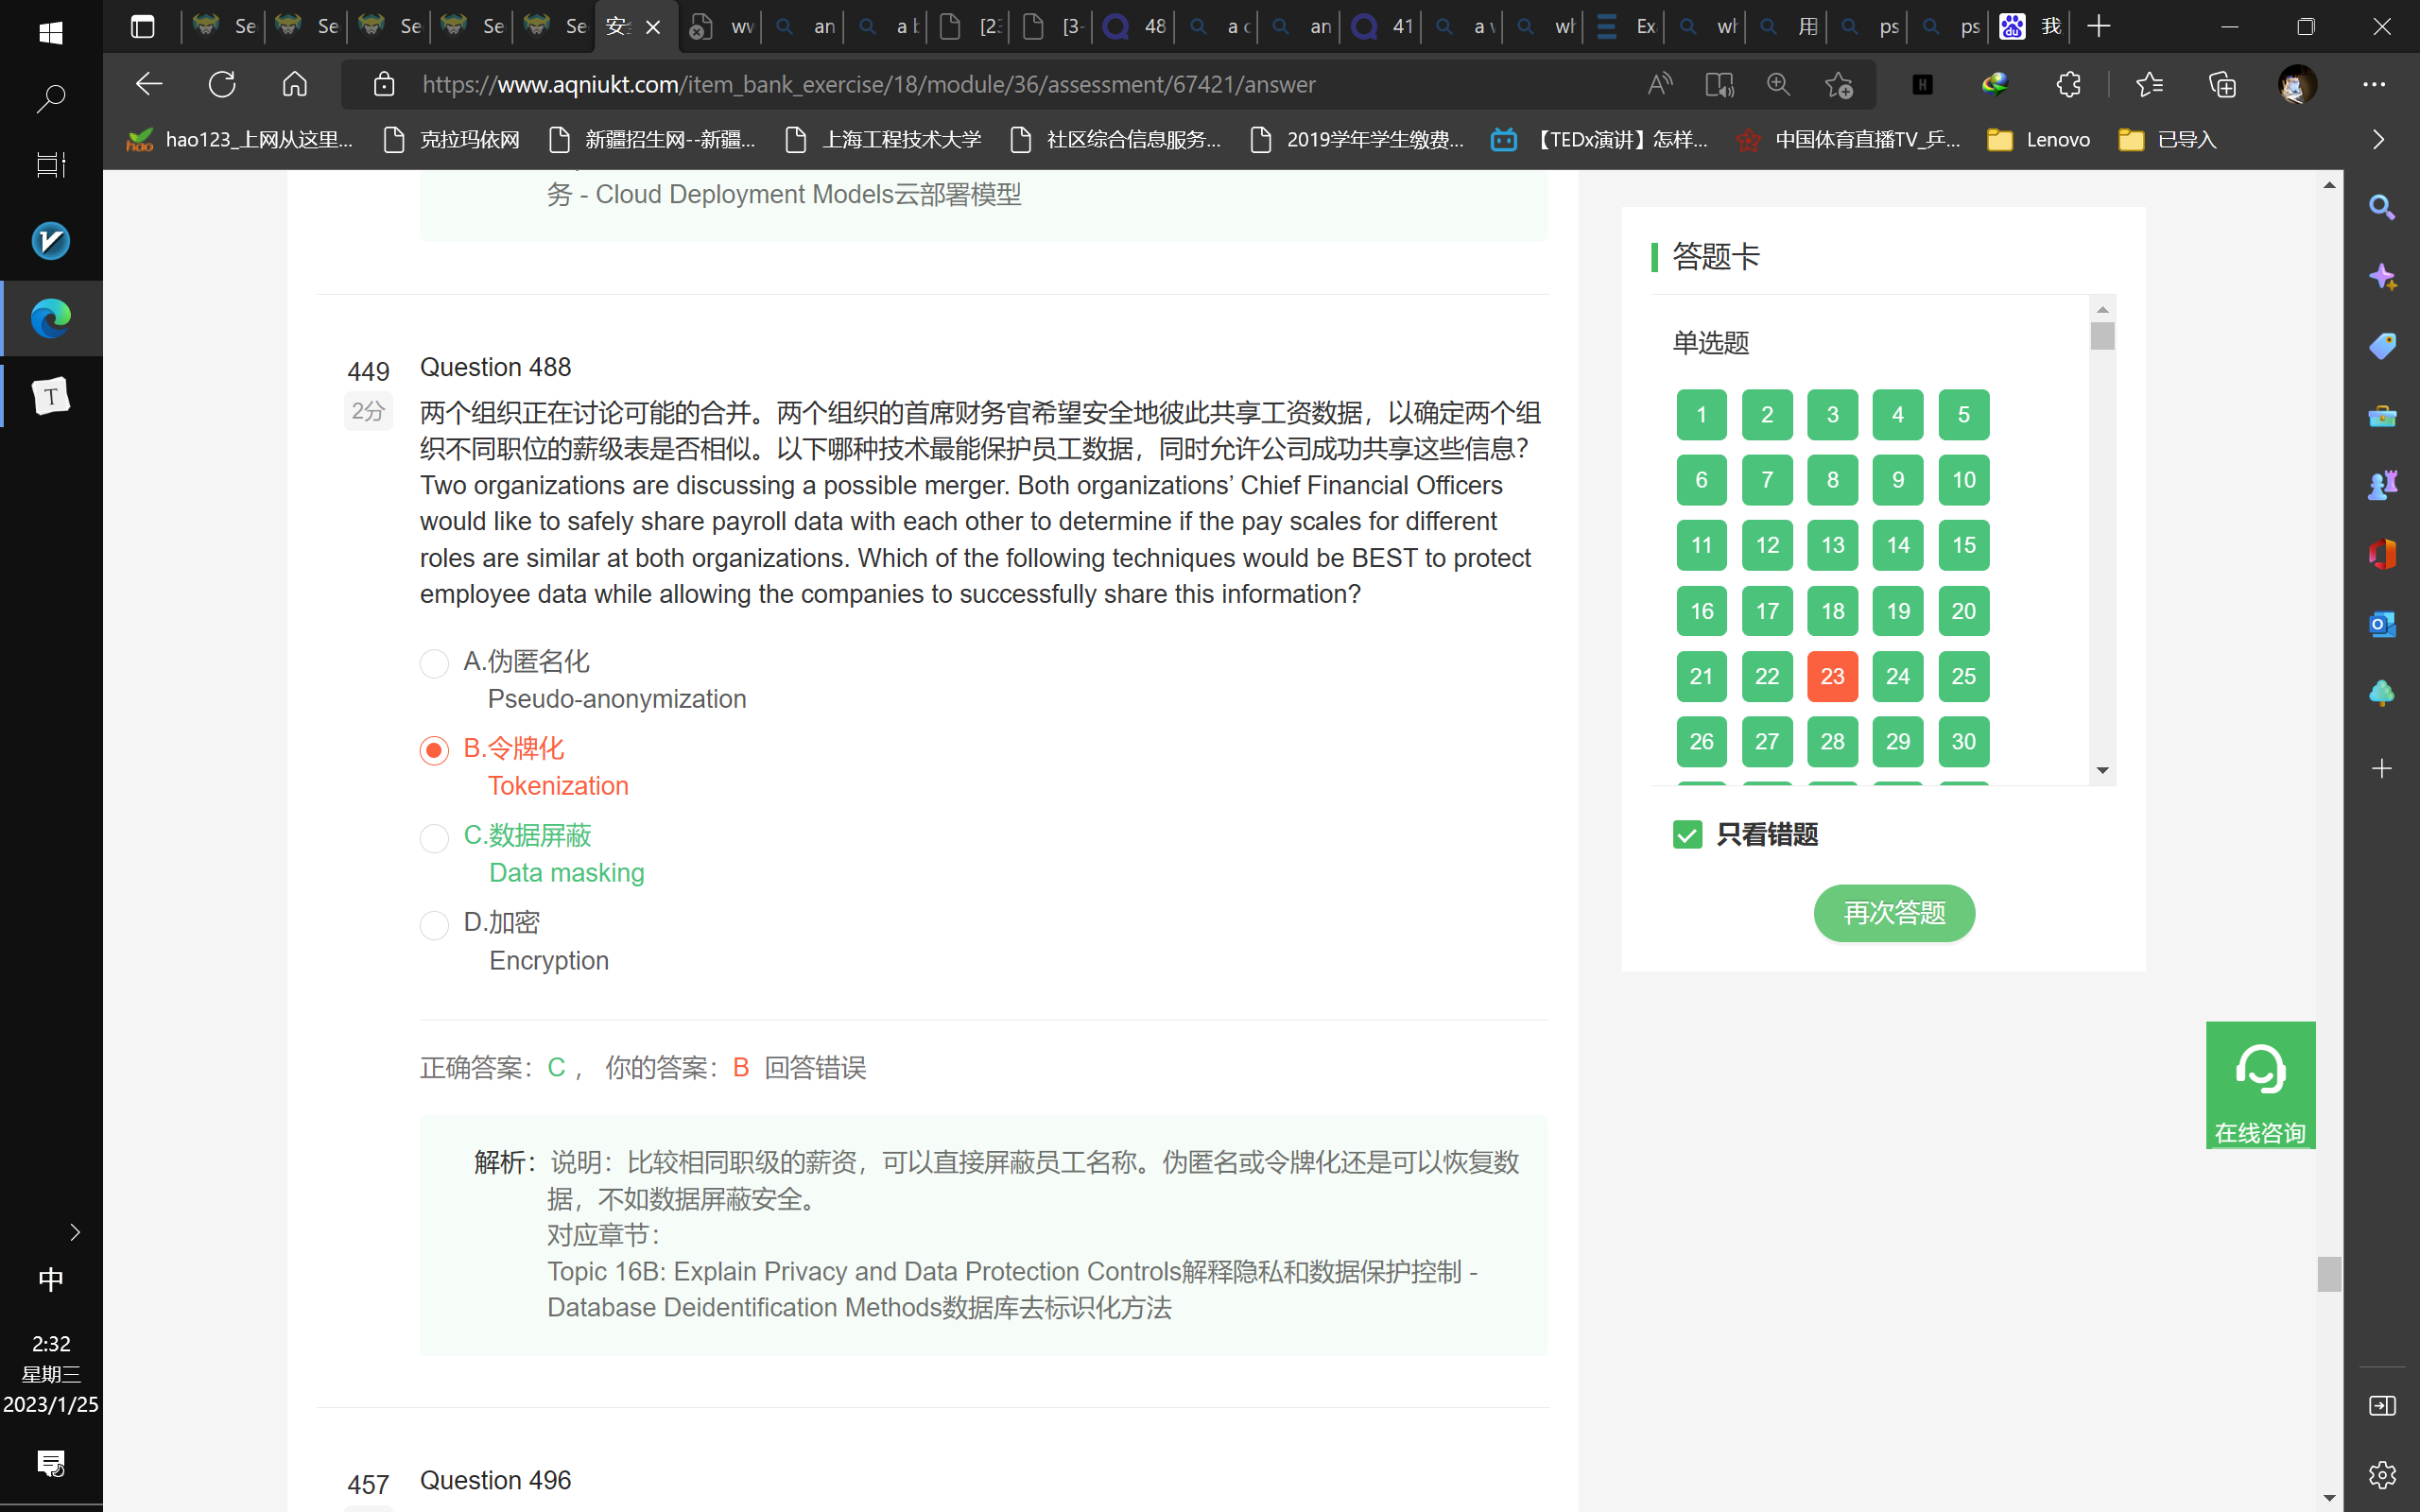 Se
Se
Se
Se
Se
安
wv
an
a b
[23
[3-
48
a c
an
41
a v
wh
Ex
wh
用
ps
ps
我
https://www.aqniukt.com/item_bank_exercise/18/module/36/assessment/67421/answer
hao123_上网从这里...
克拉玛依网
新疆招生网--新疆...
上海工程技术大学
社区综合信息服务...
2019学年学生缴费...
【TEDx演讲】怎样...
中国体育直播TV_乒...
Lenovo
已导入
务 - Cloud Deployment Models云部署模型
449
2分
Question 488
两个组织正在讨论可能的合并。两个组织的首席财务官希望安全地彼此共享工资数据，以确定两个组
织不同职位的薪级表是否相似。以下哪种技术最能保护员工数据，同时允许公司成功共享这些信息？
Two organizations are discussing a possible merger. Both organizations’ Chief Financial Officers
would like to safely share payroll data with each other to determine if the pay scales for different
roles are similar at both organizations. Which of the following techniques would be BEST to protect
employee data while allowing the companies to successfully share this information?
A.伪匿名化
Pseudo-anonymization
B.令牌化
Tokenization
C.数据屏蔽
Data masking
D.加密
Encryption
正确答案：C ， 你的答案：B 回答错误
解析：说明：比较相同职级的薪资，可以直接屏蔽员工名称。伪匿名或令牌化还是可以恢复数
据，不如数据屏蔽安全。
对应章节：
Topic 16B: Explain Privacy and Data Protection Controls解释隐私和数据保护控制 -
Database Deidentification Methods数据库去标识化方法
457
Question 496
答题卡
单选题
1 2 3 4 5
6 7 8 9 10
11 12 13 14 15
16 17 18 19 20
21 22 23 24 25
26 27 28 29 30
只看错题
再次答题
在线咨询
中
2:32
星期三
2023/1/25